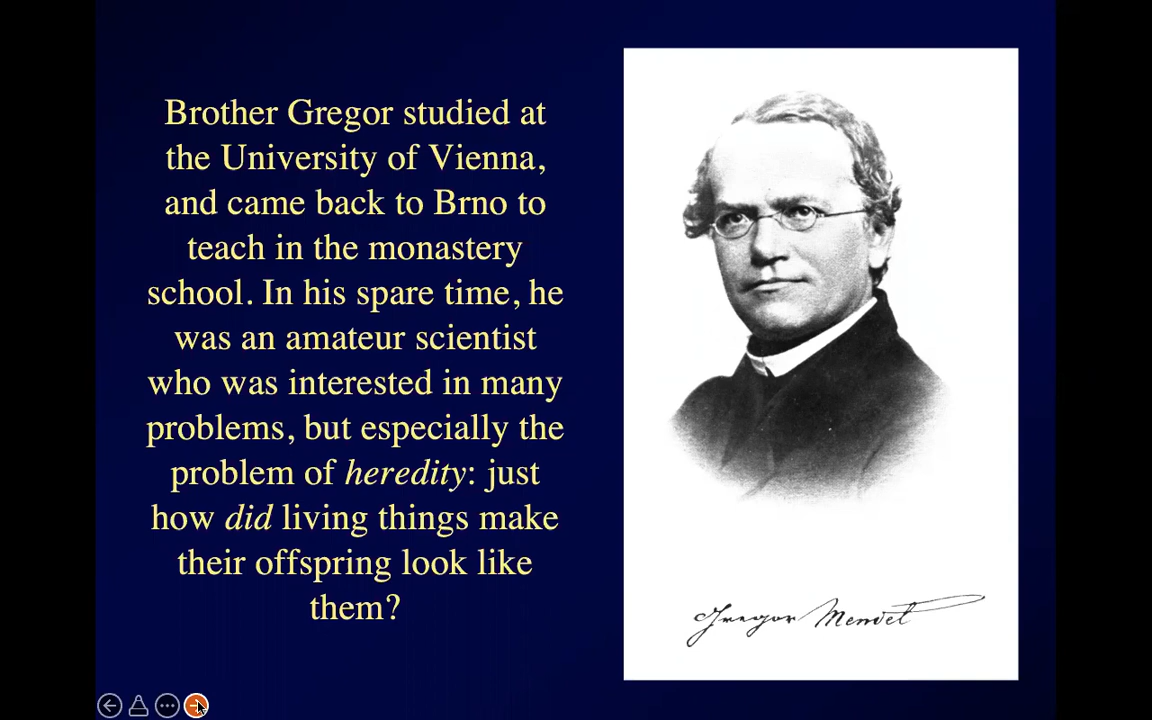 Brother Gregor studied at
the University of Vienna,
and came back to Brno to
teach in the monastery
school. In his spare time, he
was an amateur scientist
who was interested in many
problems, but especially the
problem of heredity: just
how did living things make
their offspring look like
them?
Gregor Mendel